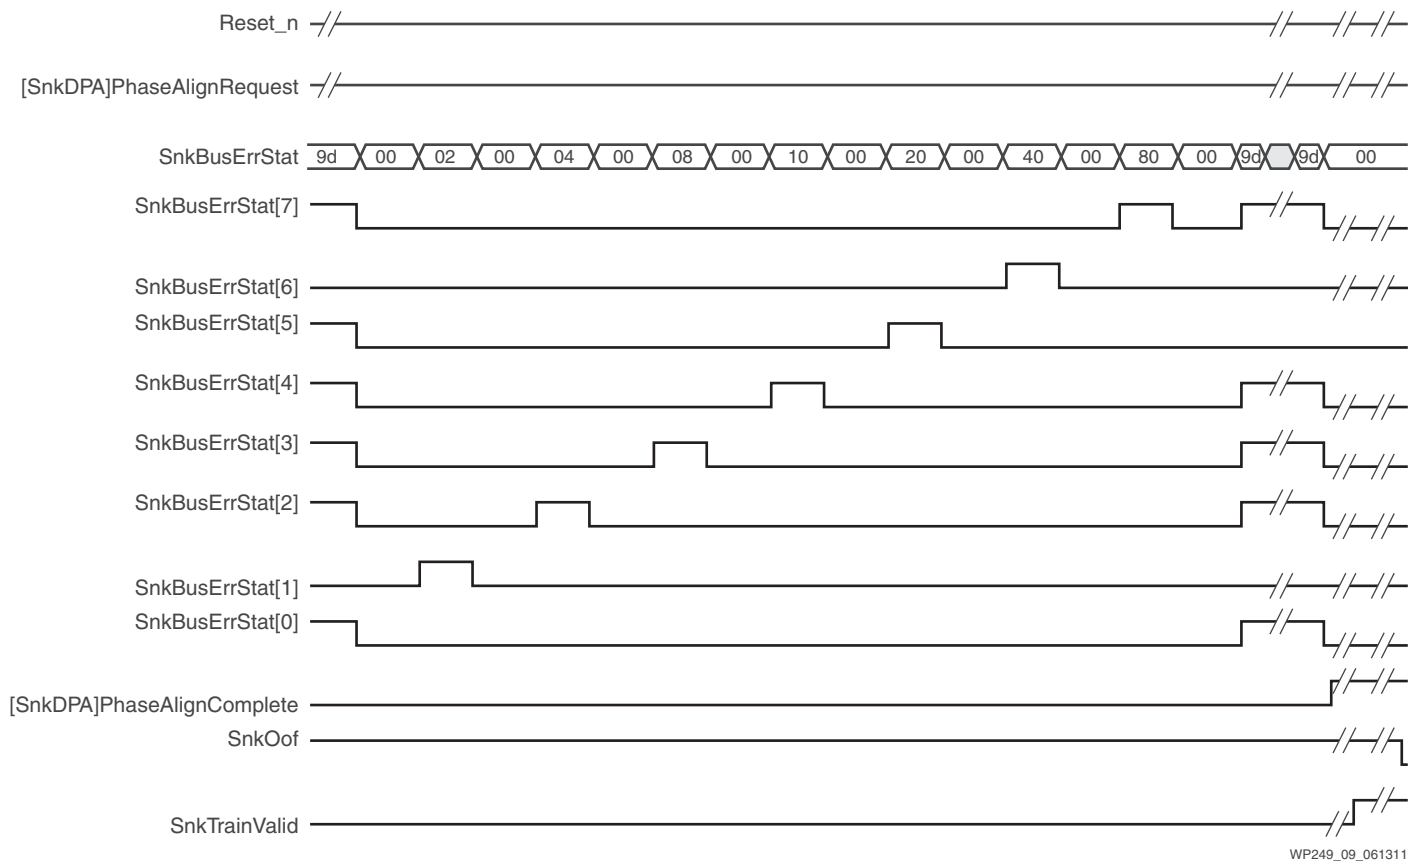 Reset_n
[SnkDPA]PhaseAlignRequest
SnkBusErrStat 9d 00 02 00 04 00 08 00 10 00 20 00 40 00 80 00 9d 9d 00
SnkBusErrStat[7]
SnkBusErrStat[6]
SnkBusErrStat[5]
SnkBusErrStat[4]
SnkBusErrStat[3]
SnkBusErrStat[2]
SnkBusErrStat[1]
SnkBusErrStat[0]
[SnkDPA]PhaseAlignComplete
SnkOof
SnkTrainValid
WP249_09_061311